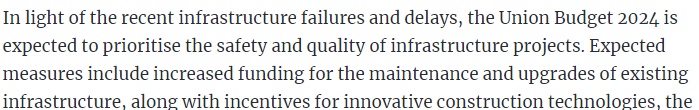 In light of the recent infrastructure failures and delays, the Union Budget 2024 is
expected to prioritise the safety and quality of infrastructure projects. Expected
measures include increased funding for the maintenance and upgrades of existing
infrastructure, along with incentives for innovative construction technologies, the